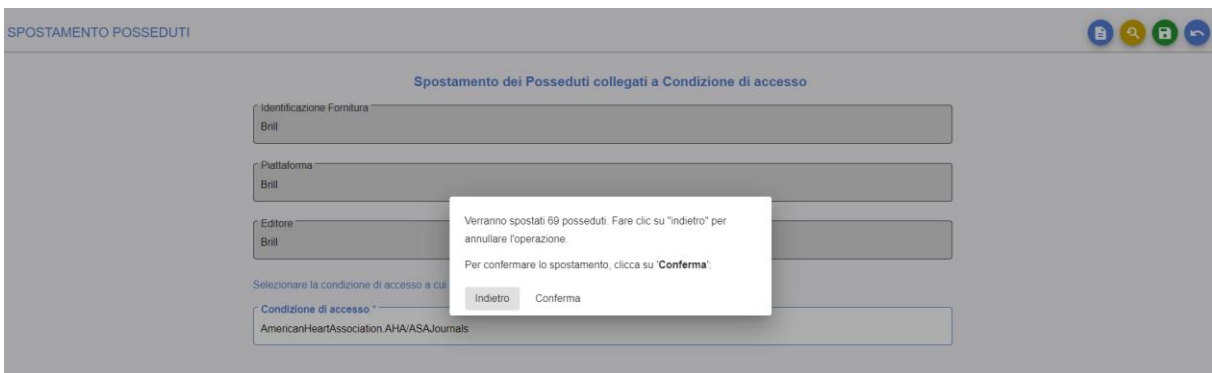 SPOSTAMENTO POSSEDUTI
Spostamento dei Posseduti collegati a Condizione di accesso
Identificazione Fornitura
Brill
Piattaforma
Brill
Editore
Brill
Verranno spostati 69 posseduti. Fare clic su "indietro" per
annullare l'operazione.
Per confermare lo spostamento, clicca su 'Conferma':
Indietro Conferma
Selezionare la condizione di accesso a cui
Condizione di accesso *
AmericanHeartAssociation.AHA/ASAJournals